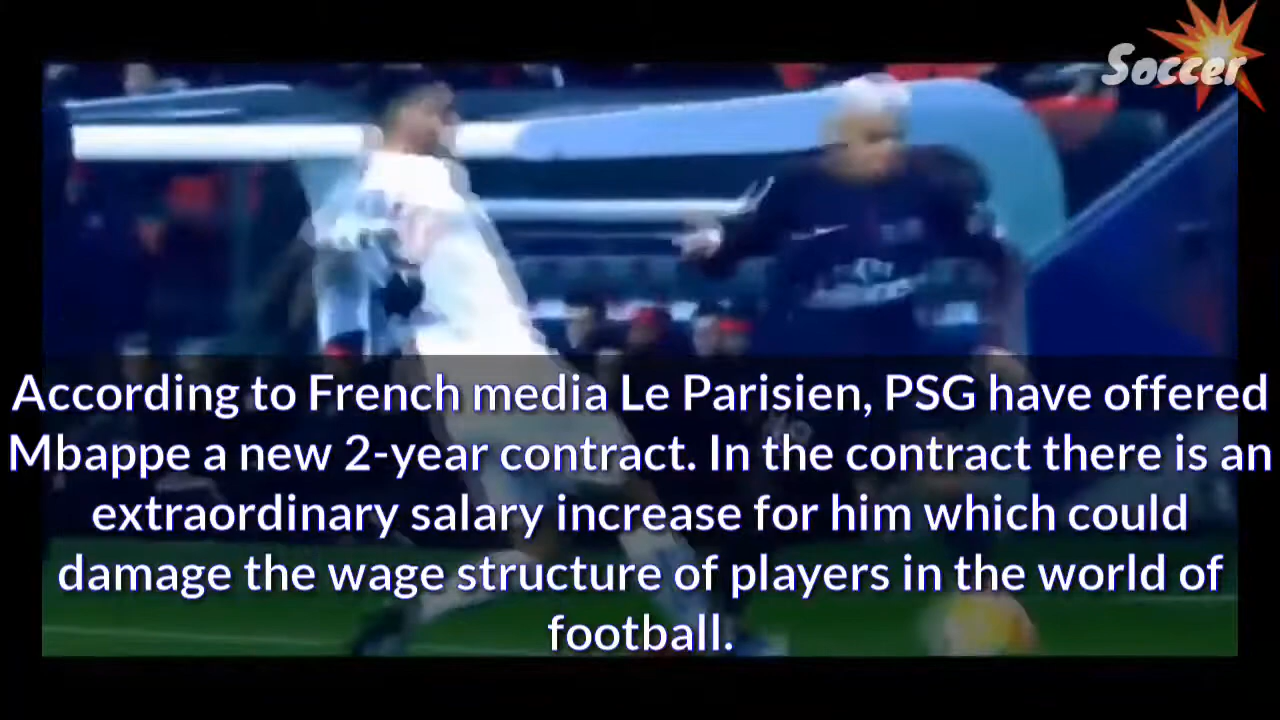 Soccer
According to French media Le Parisien, PSG have offered
Mbappe a new 2-year contract. In the contract there is an
extraordinary salary increase for him which could
damage the wage structure of players in the world of
football.